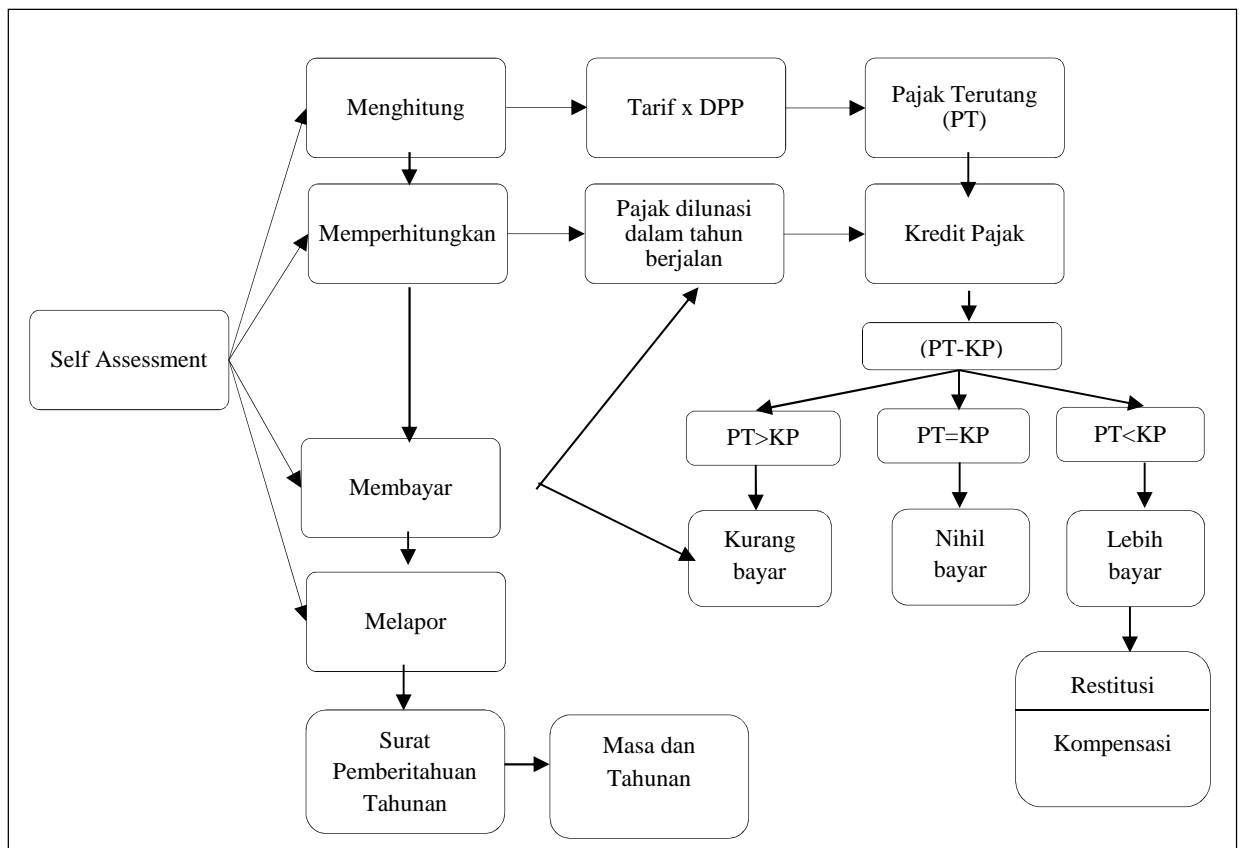 Menghitung
Tarif x DPP
Pajak Terutang
(PT)
Memperhitungkan
Pajak dilunasi
dalam tahun
berjalan
Kredit Pajak
Self Assessment
(PT-KP)
PT>KP
PT=KP
PT<KP
Membayar
Kurang
bayar
Nihil
bayar
Lebih
bayar
Melapor
Restitusi
Kompensasi
Surat
Pemberitahuan
Tahunan
Masa dan
Tahunan